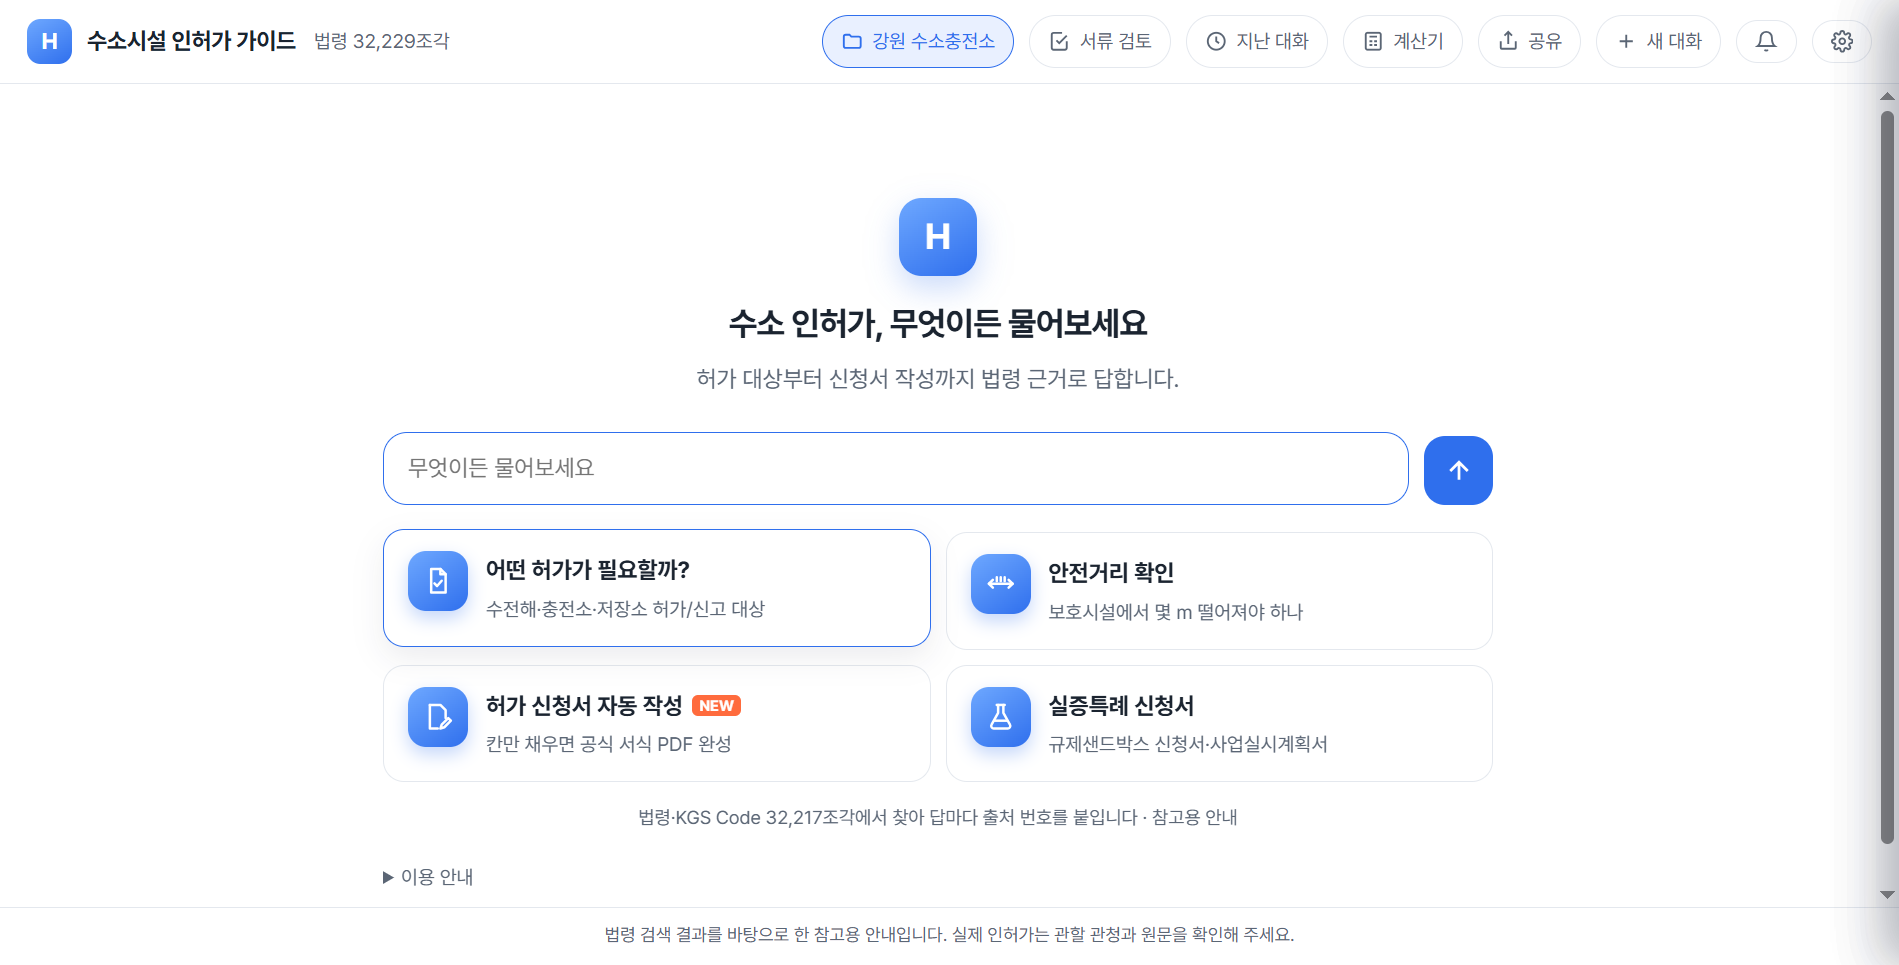 H 수소시설 인허가 가이드 법령 32,229조각 강원 수소충전소 서류 검토 지난 대화 계산기 공유 새 대화
H
수소 인허가, 무엇이든 물어보세요
허가 대상부터 신청서 작성까지 법령 근거로 답합니다.
무엇이든 물어보세요
어떤 허가가 필요할까?
수전해·충전소·저장소 허가/신고 대상
안전거리 확인
보호시설에서 몇 m 떨어져야 하나
허가 신청서 자동 작성 NEW
칸만 채우면 공식 서식 PDF 완성
실증특례 신청서
규제샌드박스 신청서·사업실시계획서
법령·KGS Code 32,217조각에서 찾아 답마다 출처 번호를 붙입니다 · 참고용 안내
이용 안내
법령 검색 결과를 바탕으로 한 참고용 안내입니다. 실제 인허가는 관할 관청과 원문을 확인해 주세요.